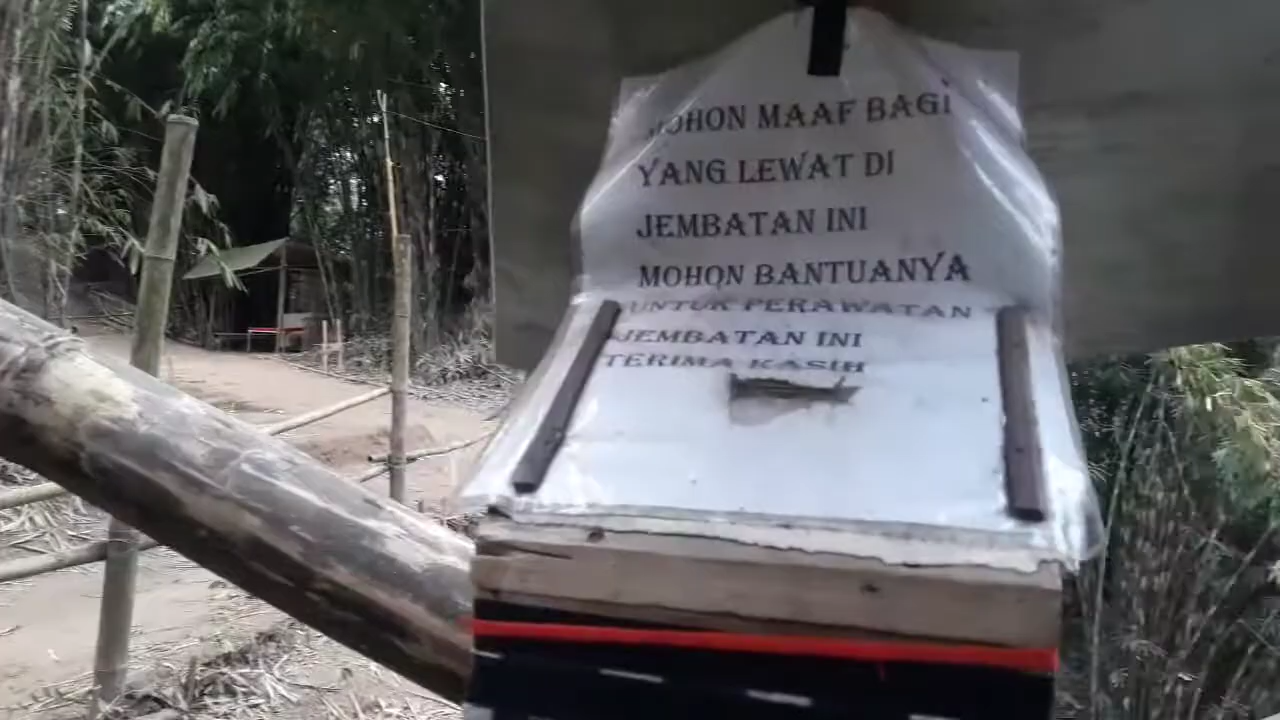 MOHON MAAF BAGI
YANG LEWAT DI
JEMBATAN INI
MOHON BANTUANYA
UNTUK PERAWATAN
JEMBATAN INI
TERIMA KASIH